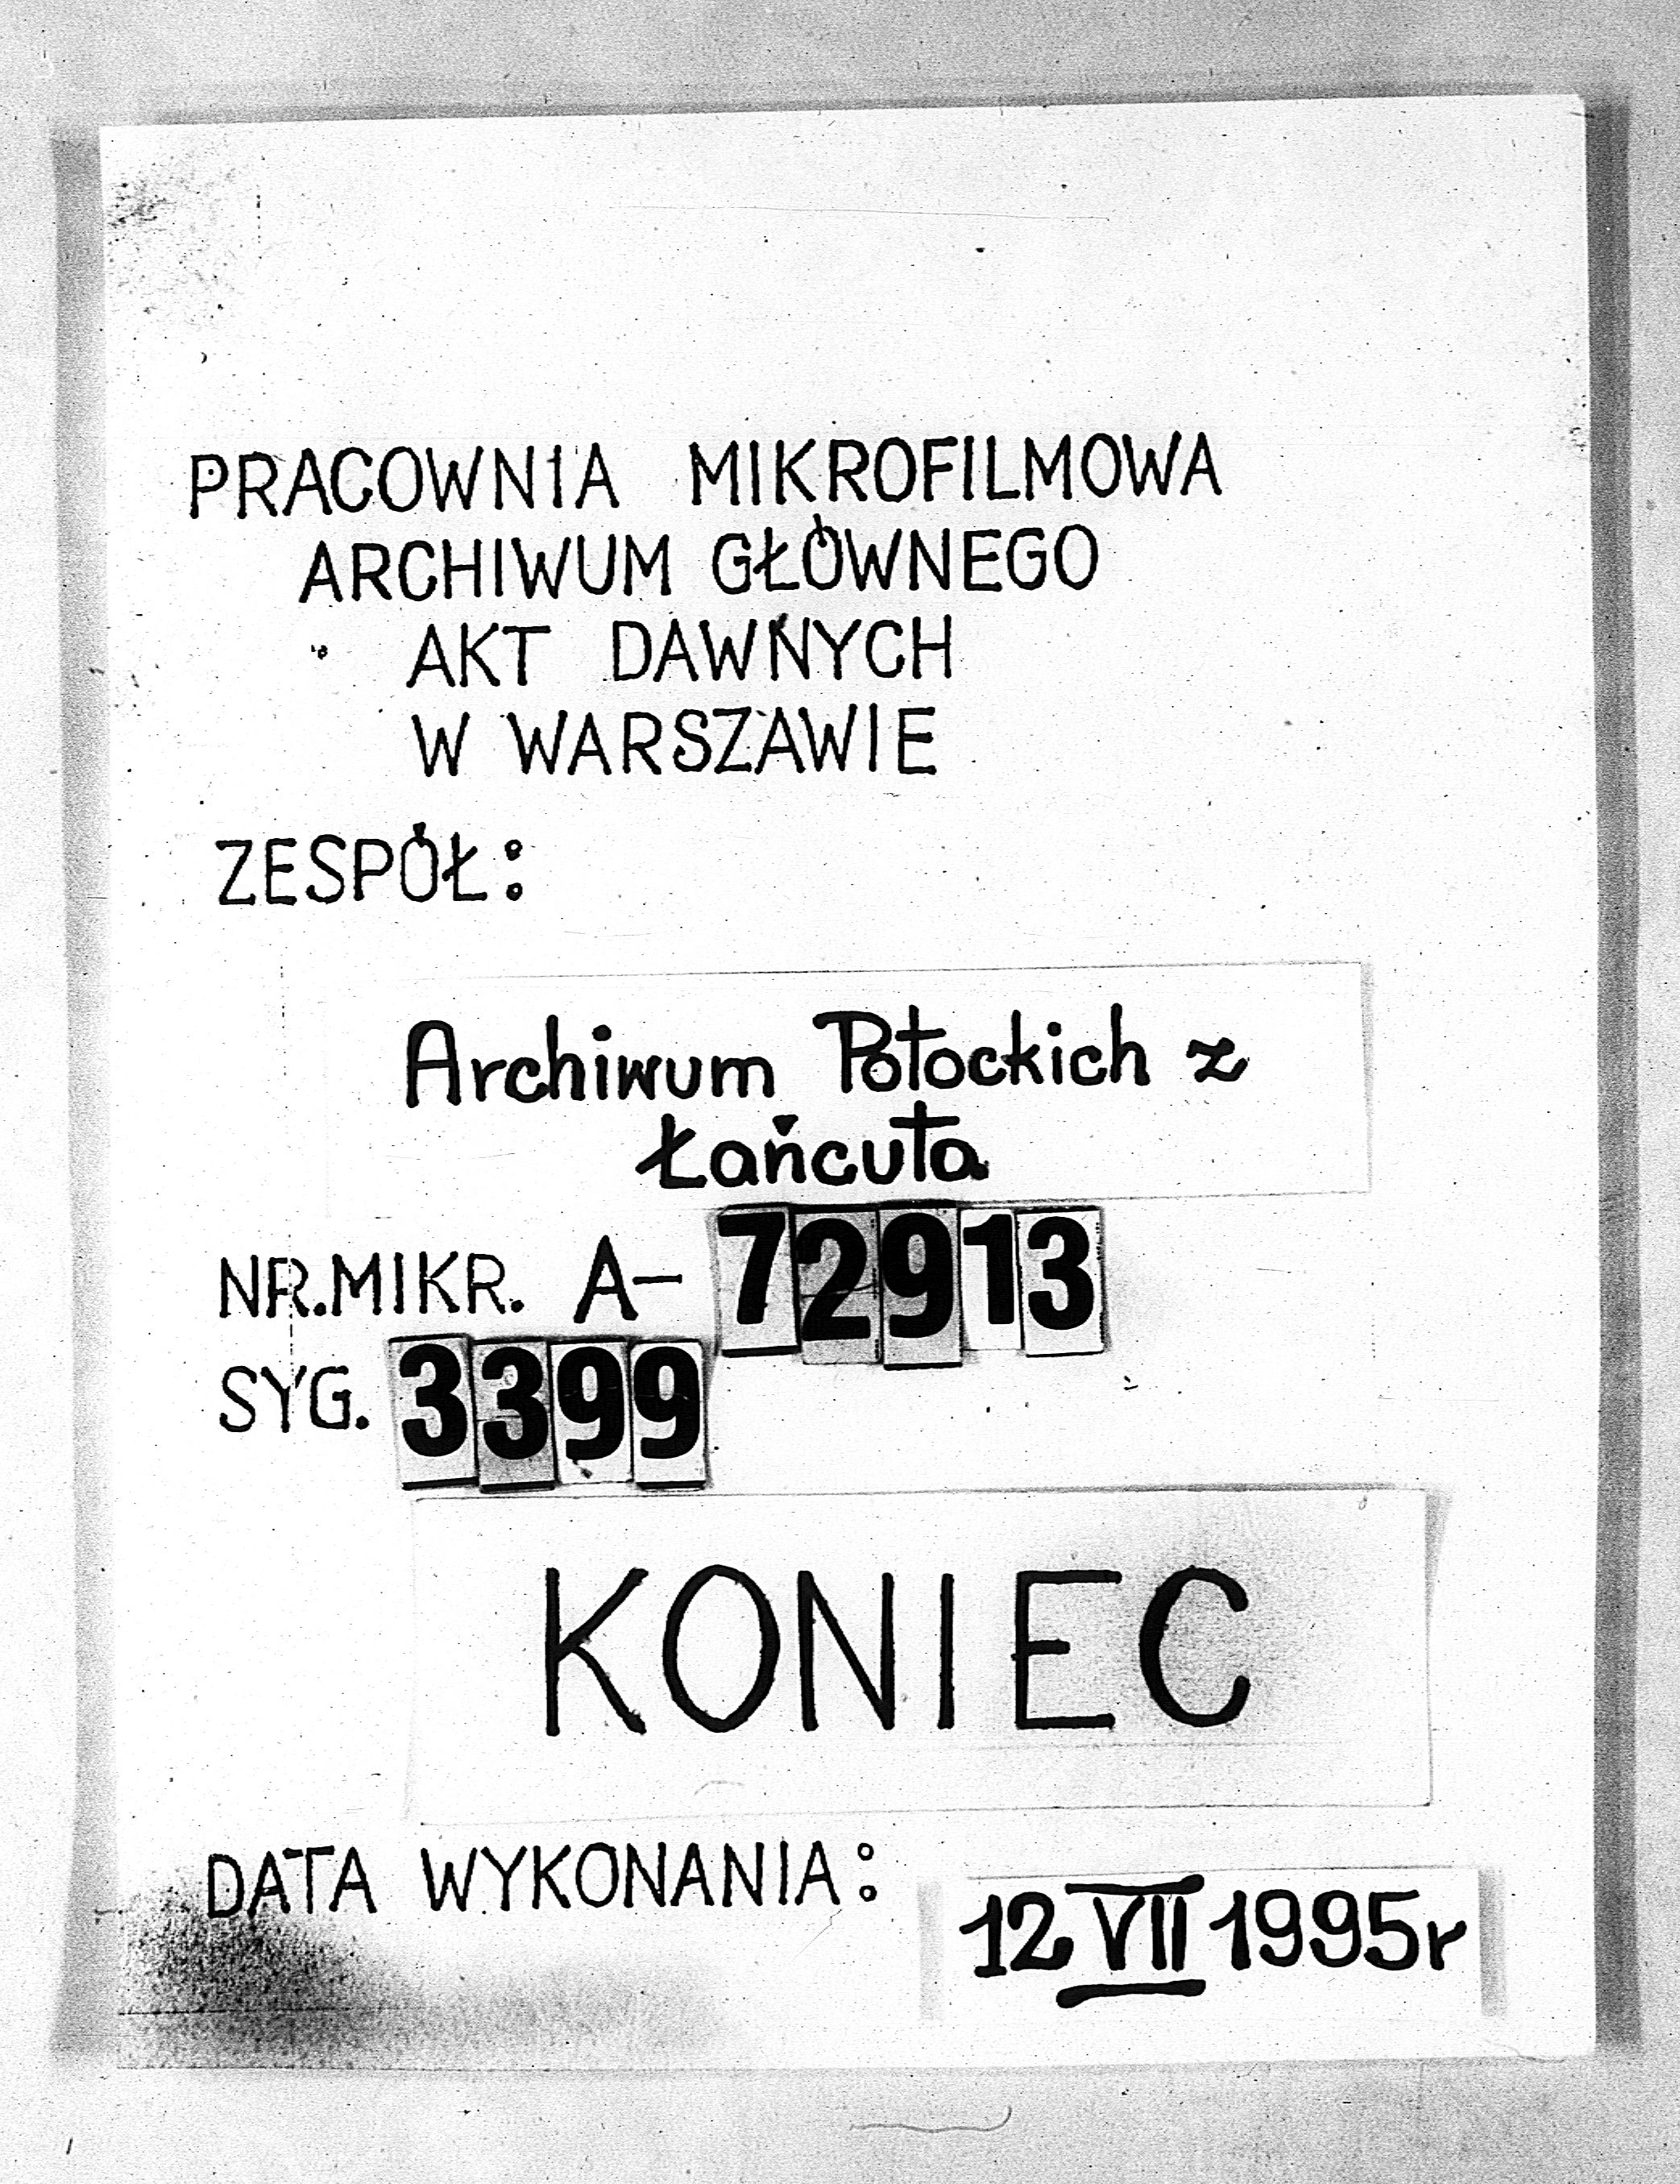 PRACOWNIA MIKROFILMOWA
ARCHIWUM GŁÓWNEGO
AKT DAWNYCH
W WARSZAWIE
ZESPÓŁ:
Archiwum Potockich z
Łańcuta
NR.MIKR. A- 72913
SYG. 3399
KONIEC
DATA WYKONANIA:
12 VII 1995r